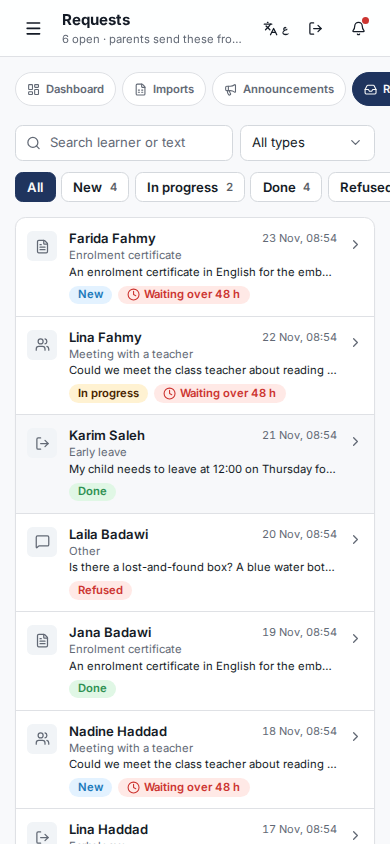 Requests
6 open · parents send these fro...
ع
Dashboard
Imports
Announcements
R
Search learner or text
All types
All
New 4
In progress 2
Done 4
Refused
Farida Fahmy
23 Nov, 08:54
Enrolment certificate
An enrolment certificate in English for the emb...
New
Waiting over 48 h
Lina Fahmy
22 Nov, 08:54
Meeting with a teacher
Could we meet the class teacher about reading ...
In progress
Waiting over 48 h
Karim Saleh
21 Nov, 08:54
Early leave
My child needs to leave at 12:00 on Thursday fo...
Done
Laila Badawi
20 Nov, 08:54
Other
Is there a lost-and-found box? A blue water bot...
Refused
Jana Badawi
19 Nov, 08:54
Enrolment certificate
An enrolment certificate in English for the emb...
Done
Nadine Haddad
18 Nov, 08:54
Meeting with a teacher
Could we meet the class teacher about reading ...
New
Waiting over 48 h
Lina Haddad
17 Nov, 08:54